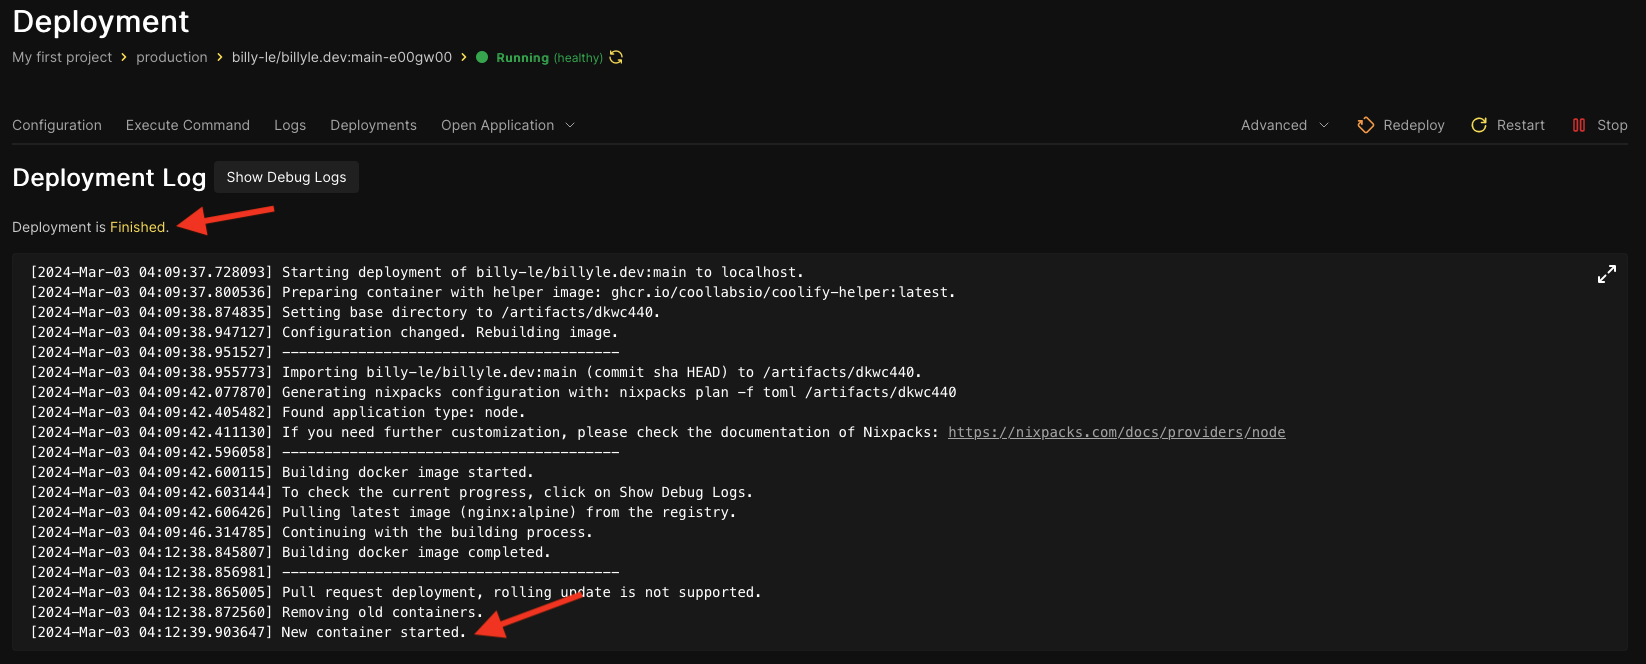 Deployment
My first project > production > billy-le/billyle.dev:main-e00gw00 > Running (healthy)
Configuration Execute Command Logs Deployments Open Application Advanced Redeploy Restart Stop
Deployment Log Show Debug Logs
Deployment is Finished.
[2024-Mar-03 04:09:37.728093] Starting deployment of billy-le/billyle.dev:main to localhost.
[2024-Mar-03 04:09:37.800536] Preparing container with helper image: ghcr.io/coollabsio/coolify-helper:latest.
[2024-Mar-03 04:09:38.874835] Setting base directory to /artifacts/dkwc440.
[2024-Mar-03 04:09:38.947127] Configuration changed. Rebuilding image.
[2024-Mar-03 04:09:38.951527] ----------------------------------------
[2024-Mar-03 04:09:38.955773] Importing billy-le/billyle.dev:main (commit sha HEAD) to /artifacts/dkwc440.
[2024-Mar-03 04:09:42.077870] Generating nixpacks configuration with: nixpacks plan -f toml /artifacts/dkwc440
[2024-Mar-03 04:09:42.405482] Found application type: node.
[2024-Mar-03 04:09:42.411130] If you need further customization, please check the documentation of Nixpacks: https://nixpacks.com/docs/providers/node
[2024-Mar-03 04:09:42.596058] ----------------------------------------
[2024-Mar-03 04:09:42.600115] Building docker image started.
[2024-Mar-03 04:09:42.603144] To check the current progress, click on Show Debug Logs.
[2024-Mar-03 04:09:42.606426] Pulling latest image (nginx:alpine) from the registry.
[2024-Mar-03 04:09:46.314785] Continuing with the building process.
[2024-Mar-03 04:12:38.845807] Building docker image completed.
[2024-Mar-03 04:12:38.856981] ----------------------------------------
[2024-Mar-03 04:12:38.865005] Pull request deployment, rolling update is not supported.
[2024-Mar-03 04:12:38.872560] Removing old containers.
[2024-Mar-03 04:12:39.903647] New container started.